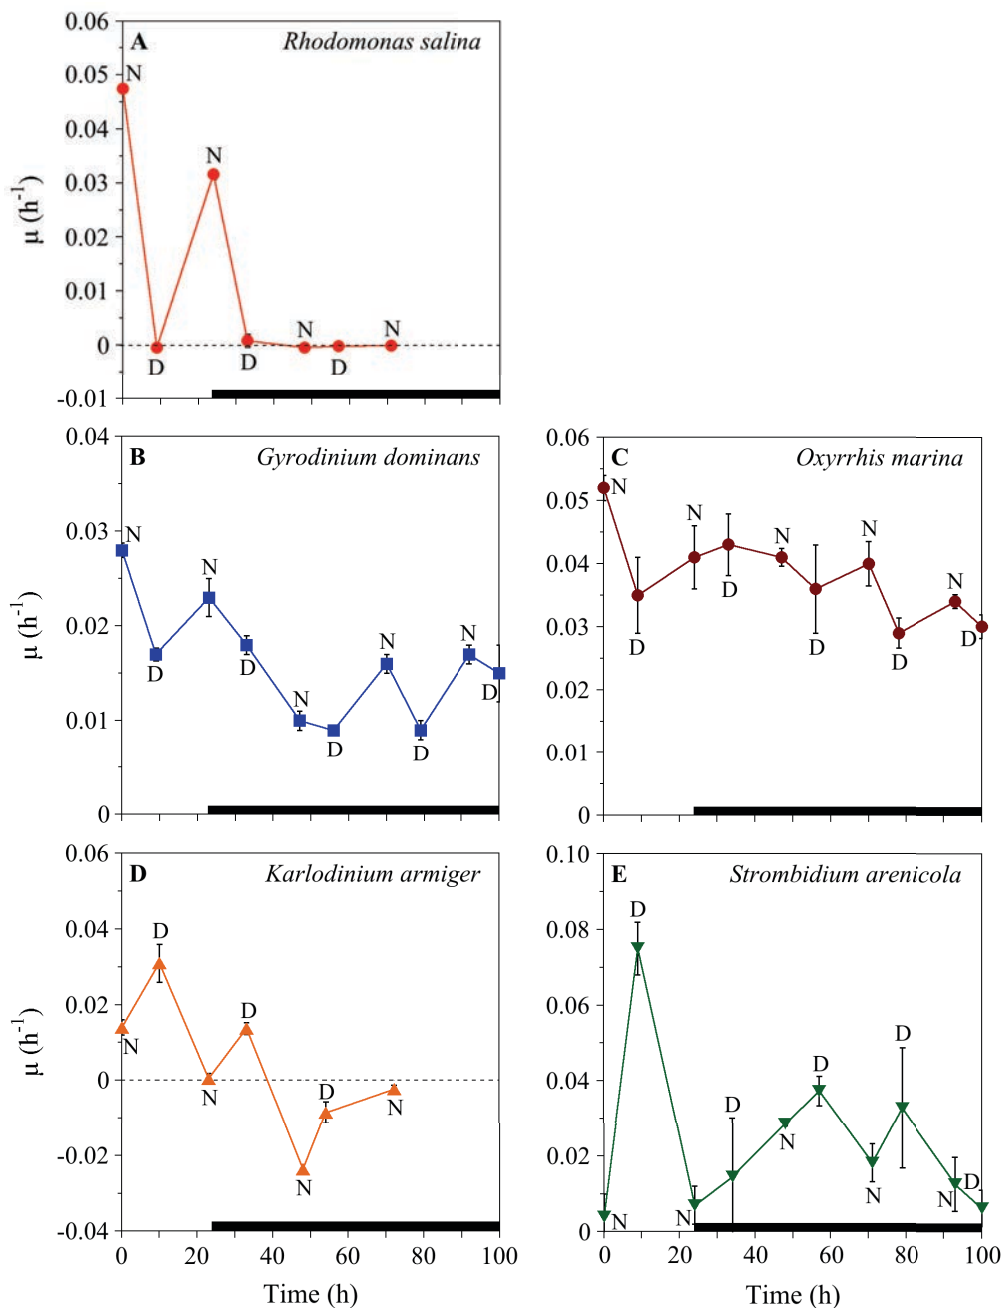 A
Rhodomonas salina
0.06
0.05
0.04
0.03
0.02
0.01
0
-0.01
μ (h⁻¹)
N
D
N
D
N
D
N
B
Gyrodinium dominans
0.04
0.03
0.02
0.01
0
μ (h⁻¹)
N
D
N
D
N
D
N
D
N
D
C
Oxyrrhis marina
0.06
0.05
0.04
0.03
0.02
0.01
0
N
D
N
D
N
D
N
D
N
D
D
Karlodinium armiger
0.06
0.04
0.02
0
-0.02
-0.04
μ (h⁻¹)
N
D
N
D
N
D
N
0 20 40 60 80 100
Time (h)
E
Strombidium arenicola
0.10
0.08
0.06
0.04
0.02
0
N
D
N
D
N
D
N
D
N
D
0 20 40 60 80 100
Time (h)